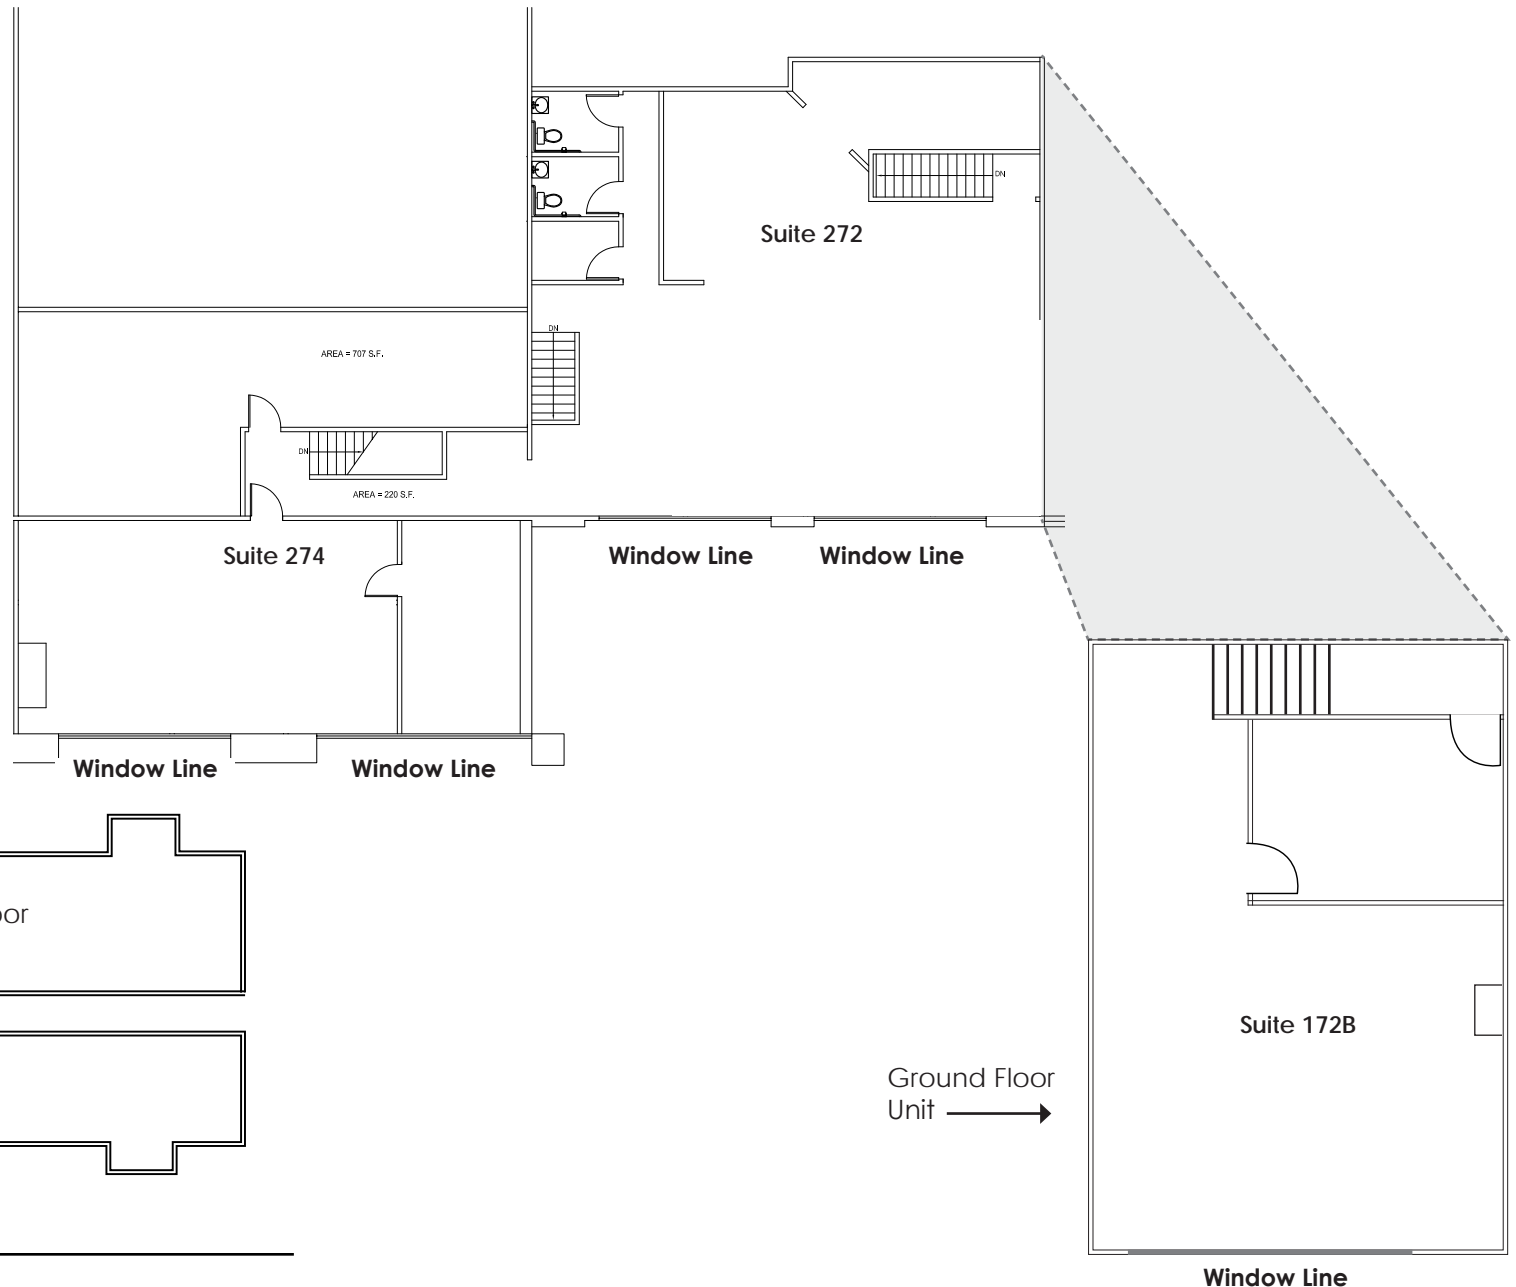 DN
Suite 272
DN
AREA = 707 S.F.
DN
AREA = 220 S.F.
Suite 274
Window Line
Window Line
Window Line
Window Line
oor
Suite 172B
Ground Floor
Unit
Window Line